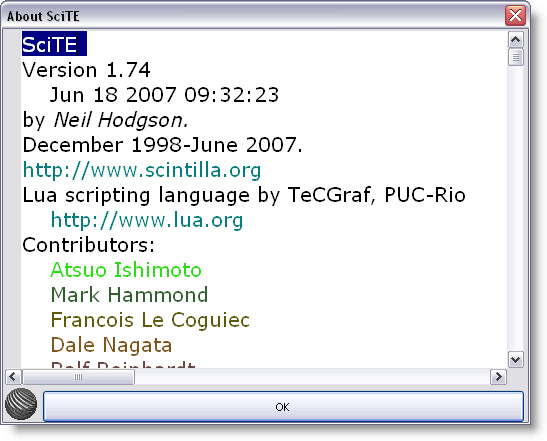 About SciTE
SciTE
Version 1.74
Jun 18 2007 09:32:23
by Neil Hodgson.
December 1998-June 2007.
http://www.scintilla.org
Lua scripting language by TeCGraf, PUC-Rio
http://www.lua.org
Contributors:
Atsuo Ishimoto
Mark Hammond
Francois Le Coguiec
Dale Nagata
Ralf Reinhardt
OK